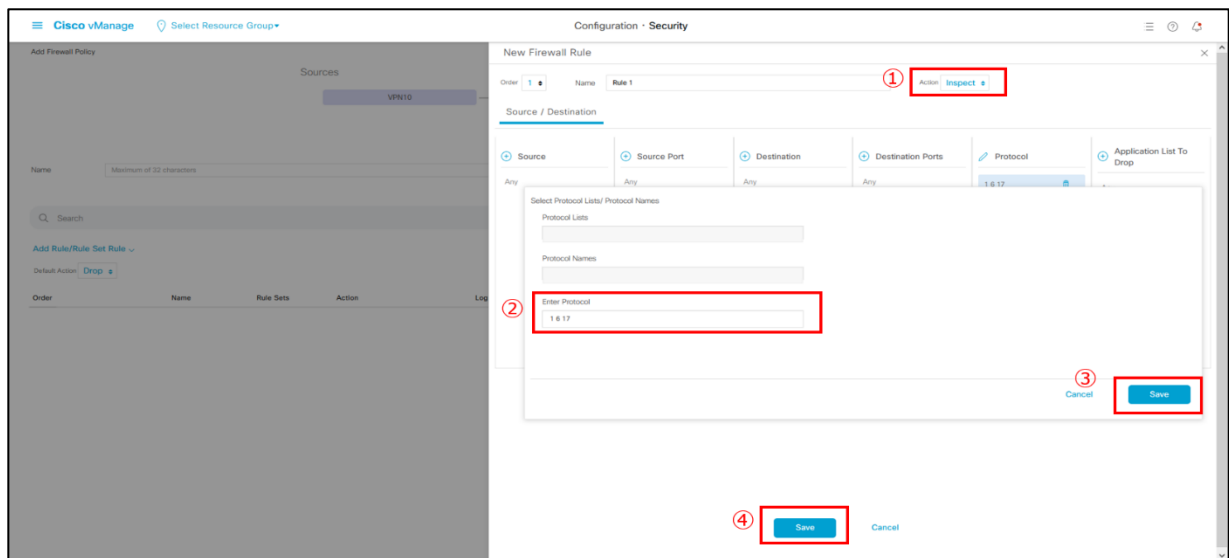 Cisco vManage
Select Resource Group
Configuration · Security
Add Firewall Policy
Sources
VPN10
Name
Maximum of 32 characters
Search
Add Rule/Rule Set Rule
Default Action Drop
Order Name Rule Sets Action Log
New Firewall Rule
Order 1 Name Rule 1 ① Action Inspect
Source / Destination
Source Source Port Destination Destination Ports Protocol Application List To
Drop
Any Any Any Any 1 6 17
Select Protocol Lists/ Protocol Names
Protocol Lists
Protocol Names
② Enter Protocol
1 6 17
③
Cancel Save
④ Save Cancel